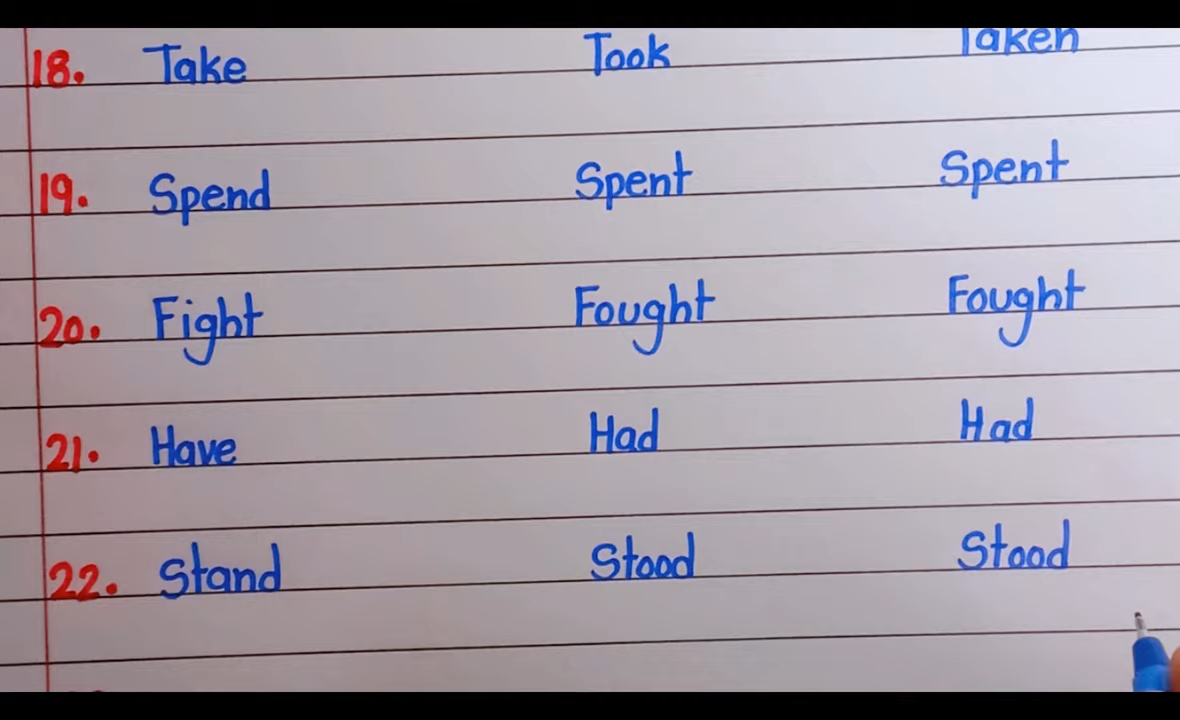 18. Take Took Taken
19. Spend Spent Spent
20. Fight Fought Fought
21. Have Had Had
22. Stand Stood Stood